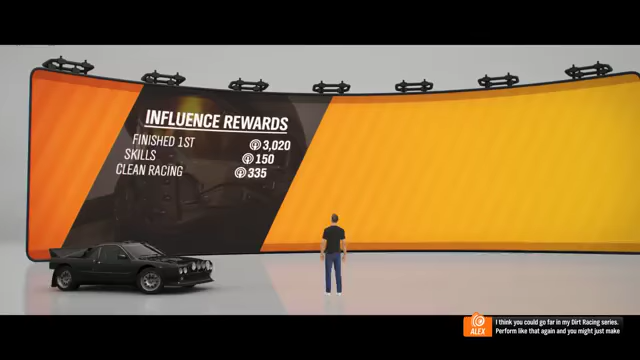 INFLUENCE REWARDS
FINISHED 1ST 3,020
SKILLS 150
CLEAN RACING 335
ALEX
I think you could go far in my Dirt Racing series.
Perform like that again and you might just make